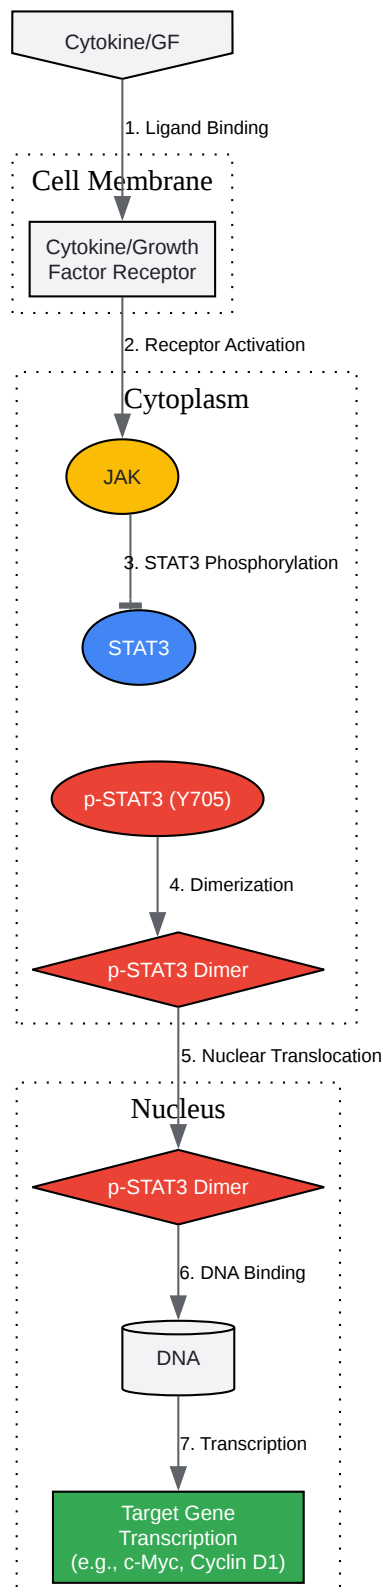 Cytokine/GF
1. Ligand Binding
Cell Membrane
Cytokine/Growth
Factor Receptor
2. Receptor Activation
Cytoplasm
JAK
3. STAT3 Phosphorylation
STAT3
p-STAT3 (Y705)
4. Dimerization
p-STAT3 Dimer
5. Nuclear Translocation
Nucleus
p-STAT3 Dimer
6. DNA Binding
DNA
7. Transcription
Target Gene
Transcription
(e.g., c-Myc, Cyclin D1)